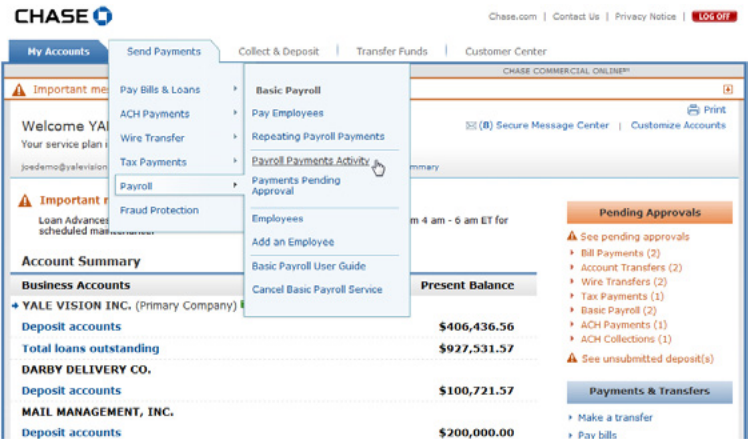 CHASE
Chase.com | Contact Us | Privacy Notice | LOG OFF
My Accounts
Send Payments
Collect & Deposit
Transfer Funds
Customer Center
CHASE COMMERCIAL ONLINE℠
Important me
Print
Welcome YA
(8) Secure Message Center | Customize Accounts
Your service plan i
joedemo@yalevision
mmary
Pay Bills & Loans
ACH Payments
Wire Transfer
Tax Payments
Payroll
Fraud Protection
Basic Payroll
Pay Employees
Repeating Payroll Payments
Payroll Payments Activity
Payments Pending
Approval
Employees
Add an Employee
Basic Payroll User Guide
Cancel Basic Payroll Service
Important r
Loan Advances
m 4 am - 6 am ET for
scheduled maintenance.
Account Summary
Business Accounts
Present Balance
YALE VISION INC. (Primary Company)
Deposit accounts
$406,436.56
Total loans outstanding
$927,531.57
DARBY DELIVERY CO.
Deposit accounts
$100,721.57
MAIL MANAGEMENT, INC.
Deposit accounts
$200,000.00
Pending Approvals
See pending approvals
Bill Payments (2)
Account Transfers (2)
Wire Transfers (2)
Tax Payments (1)
Basic Payroll (2)
ACH Payments (1)
ACH Collections (1)
See unsubmitted deposit(s)
Payments & Transfers
Make a transfer
Pay bills